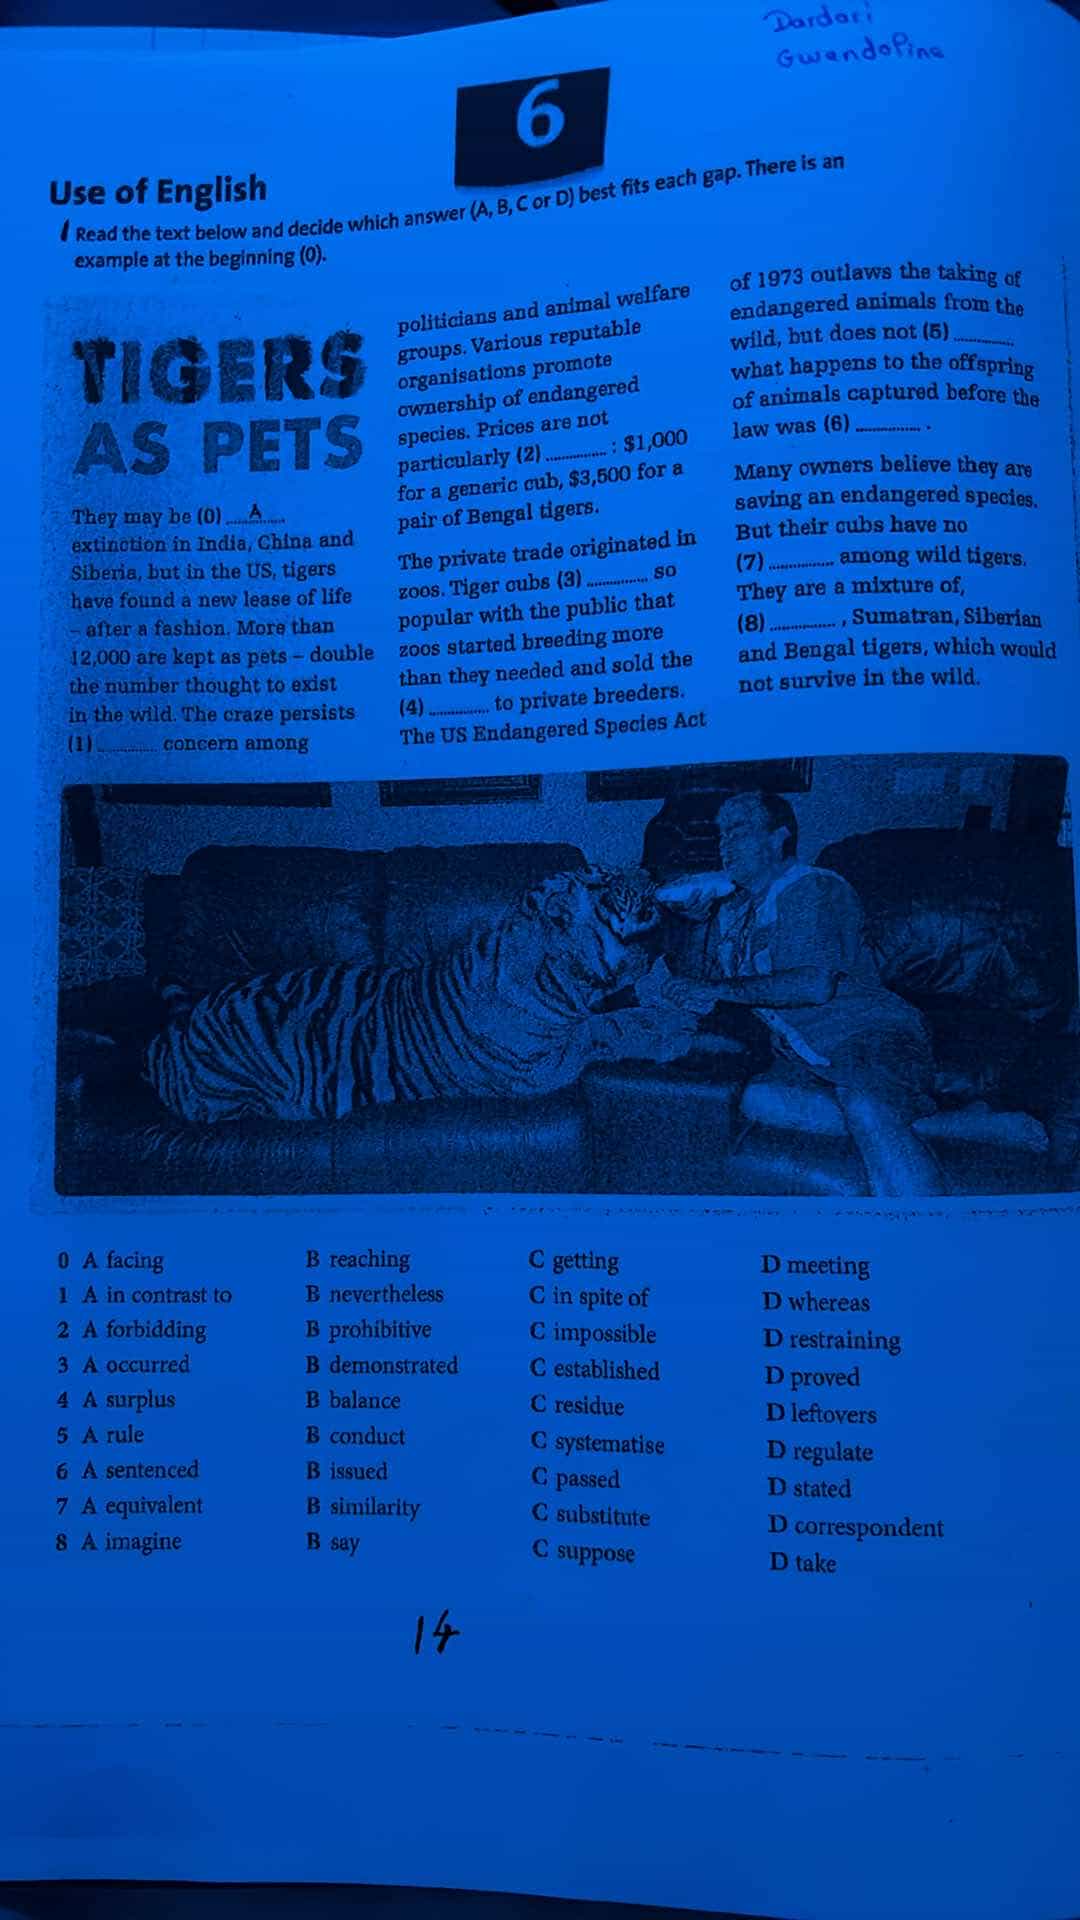 Dardari
Gwendoline
6
Use of English
1 Read the text below and decide which answer (A, B, C or D) best fits each gap. There is an
example at the beginning (0).
TIGERS
AS PETS
They may be (0) ....A....
extinction in India, China and
Siberia, but in the US, tigers
have found a new lease of life
– after a fashion. More than
12,000 are kept as pets – double
the number thought to exist
in the wild. The craze persists
(1) ............ concern among
politicians and animal welfare
groups. Various reputable
organisations promote
ownership of endangered
species. Prices are not
particularly (2) ............ : $1,000
for a generic cub, $3,500 for a
pair of Bengal tigers.
The private trade originated in
zoos. Tiger cubs (3) ............ so
popular with the public that
zoos started breeding more
than they needed and sold the
(4) ............ to private breeders.
The US Endangered Species Act
of 1973 outlaws the taking of
endangered animals from the
wild, but does not (5) ............
what happens to the offspring
of animals captured before the
law was (6) ............ .
Many owners believe they are
saving an endangered species.
But their cubs have no
(7) ............ among wild tigers.
They are a mixture of,
(8) ............ , Sumatran, Siberian
and Bengal tigers, which would
not survive in the wild.
0 A facing B reaching C getting D meeting
1 A in contrast to B nevertheless C in spite of D whereas
2 A forbidding B prohibitive C impossible D restraining
3 A occurred B demonstrated C established D proved
4 A surplus B balance C residue D leftovers
5 A rule B conduct C systematise D regulate
6 A sentenced B issued C passed D stated
7 A equivalent B similarity C substitute D correspondent
8 A imagine B say C suppose D take
14